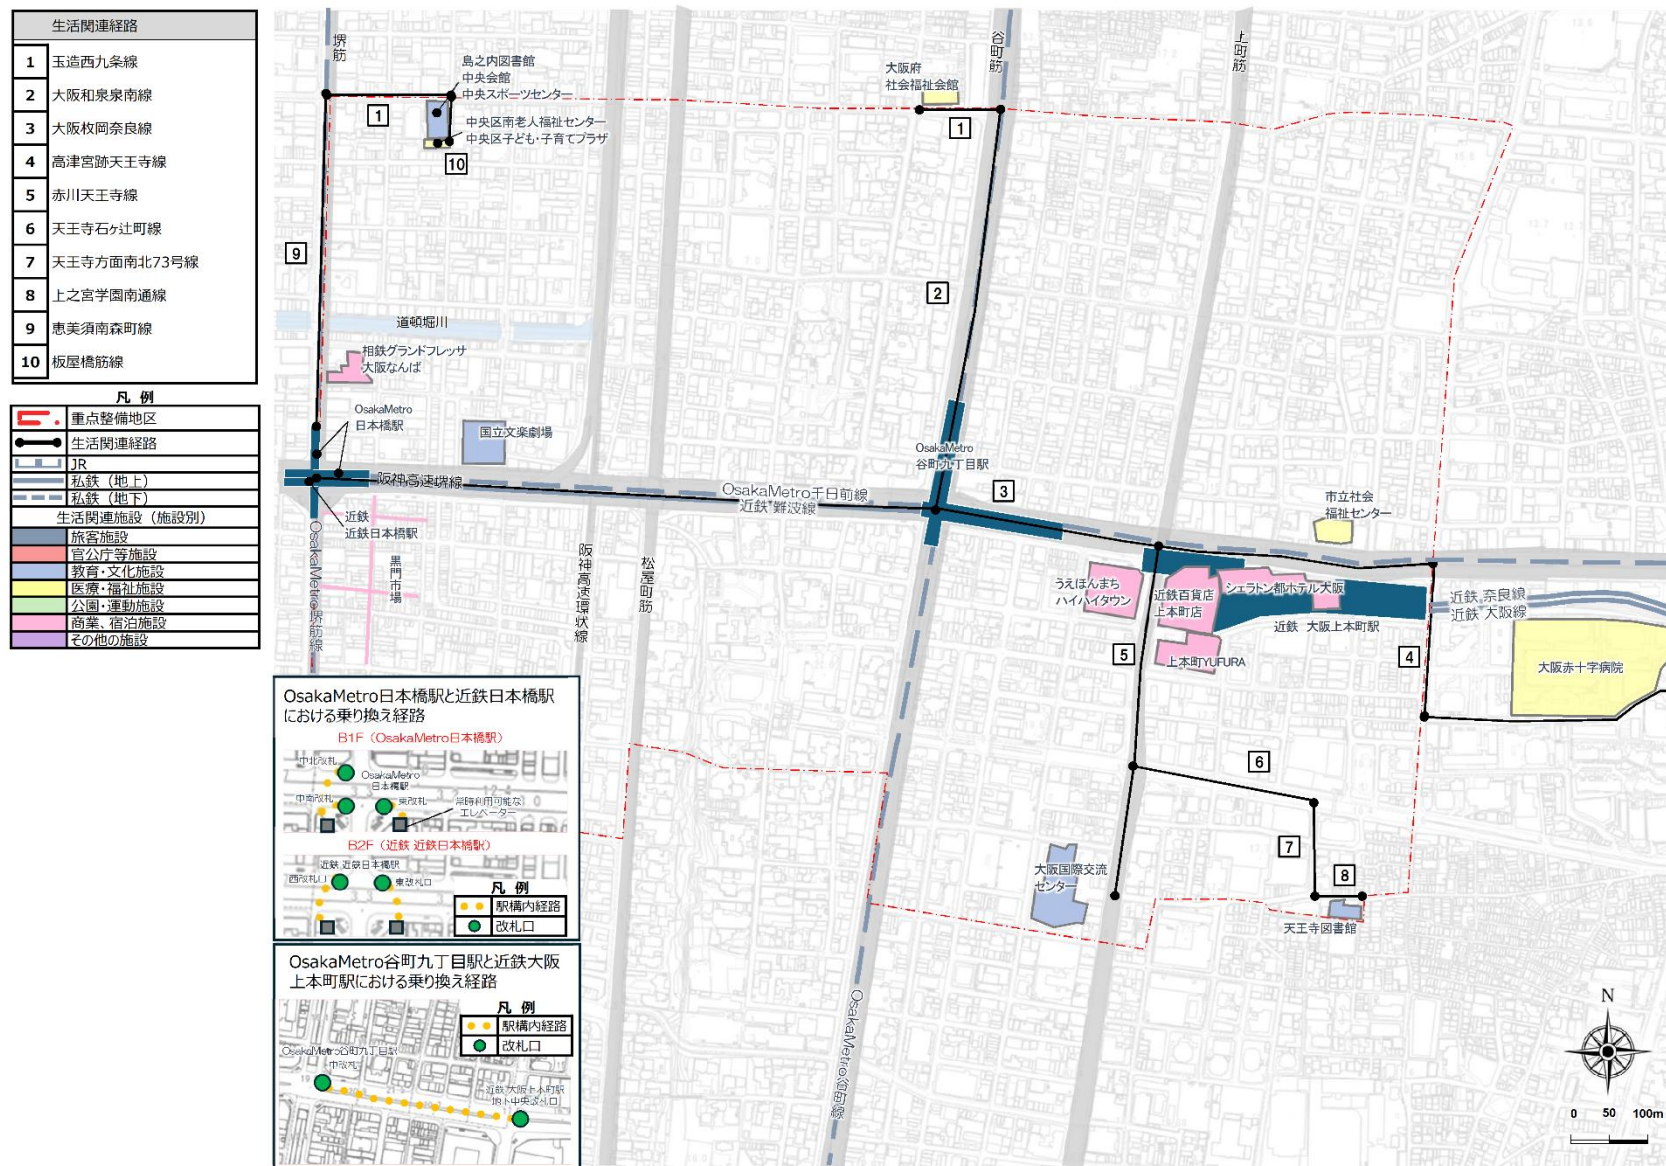 生活関連経路
1 玉造西九条線
2 大阪和泉泉南線
3 大阪枚岡奈良線
4 高津宮跡天王寺線
5 赤川天王寺線
6 天王寺石ヶ辻町線
7 天王寺方面南北73号線
8 上之宮学園南通線
9 恵美須南森町線
10 板屋橋筋線
凡 例
重点整備地区
生活関連経路
JR
私鉄（地上）
私鉄（地下）
生活関連施設（施設別）
旅客施設
官公庁等施設
教育・文化施設
医療・福祉施設
公園・運動施設
商業、宿泊施設
その他の施設
堺筋
島之内図書館
中央会館
中央スポーツセンター
中央区南老人福祉センター
中央区子ども・子育てプラザ
1
10
大阪府
社会福祉会館
谷町筋
上町筋
1
9
2
道頓堀川
相鉄グランドフレッサ
大阪なんば
OsakaMetro
日本橋駅
国立文楽劇場
阪神高速堺線
近鉄
近鉄日本橋駅
OsakaMetro堺筋線
黒門市場
阪神高速環状線
松屋町筋
OsakaMetro千日前線
近鉄 難波線
OsakaMetro
谷町九丁目駅
3
市立社会
福祉センター
うえほんまち
ハイハイタウン
近鉄百貨店
上本町店
シェラトン都ホテル大阪
近鉄 大阪上本町駅
上本町YUFURA
近鉄 奈良線
近鉄 大阪線
大阪赤十字病院
5
4
6
7
8
大阪国際交流
センター
天王寺図書館
OsakaMetro谷町線
OsakaMetro日本橋駅と近鉄日本橋駅
における乗り換え経路
B1F（OsakaMetro日本橋駅）
中北改札
OsakaMetro
日本橋駅
中南改札
東改札
常時利用可能な
エレベーター
B2F（近鉄 近鉄日本橋駅）
近鉄 近鉄日本橋駅
西改札口
東改札口
凡 例
駅構内経路
改札口
OsakaMetro谷町九丁目駅と近鉄大阪
上本町駅における乗り換え経路
凡 例
駅構内経路
改札口
OsakaMetro谷町九丁目駅
中改札
近鉄 大阪上本町駅
地下中央改札口
N
0 50 100m